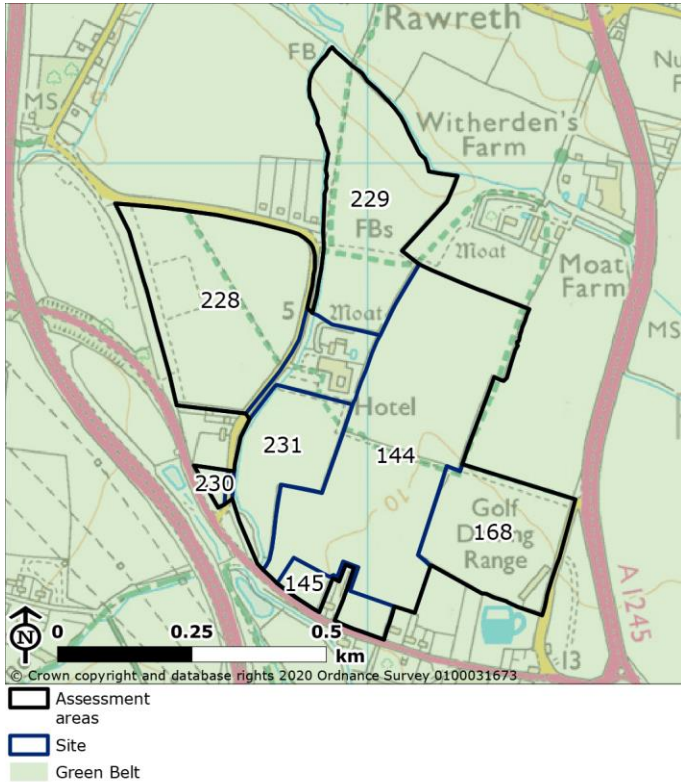 Rawreth
FB
MS
Witherden's
Farm
229
FBs
Moat
Moat
Farm
228
5
Moat
MS
Hotel
231
144
230
10
Golf
Driving
Range
168
145
A1245
13
N
0 0.25 0.5
km
© Crown copyright and database rights 2020 Ordnance Survey 0100031673
Assessment
areas
Site
Green Belt